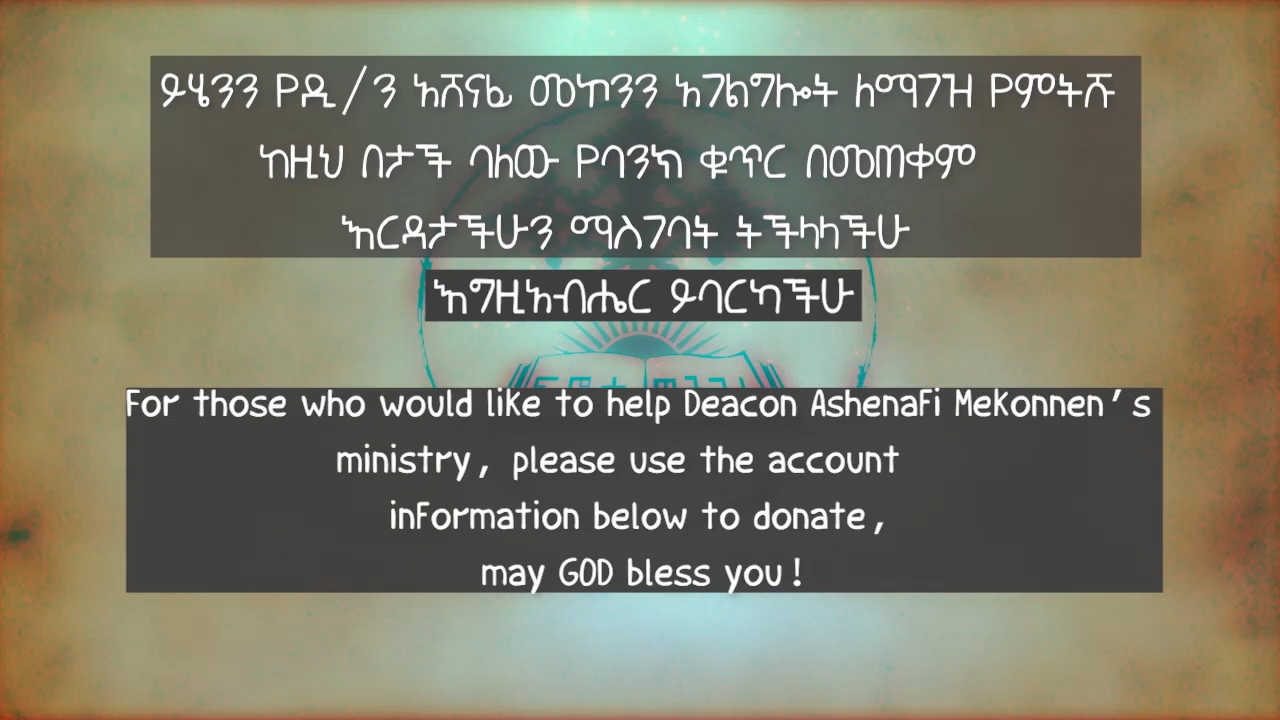 ይሄንን የዲ/ን አሸናፊ መኮንን አገልግሎት ለማገዝ የምትሹ
ከዚህ በታች ባለው የባንክ ቁጥር በመጠቀም
እርዳታችሁን ማስገባት ትችላላችሁ
እግዚአብሔር ይባርካችሁ
For those who would like to help Deacon Ashenafi Mekonnen's
ministry, please use the account
information below to donate,
may GOD bless you!